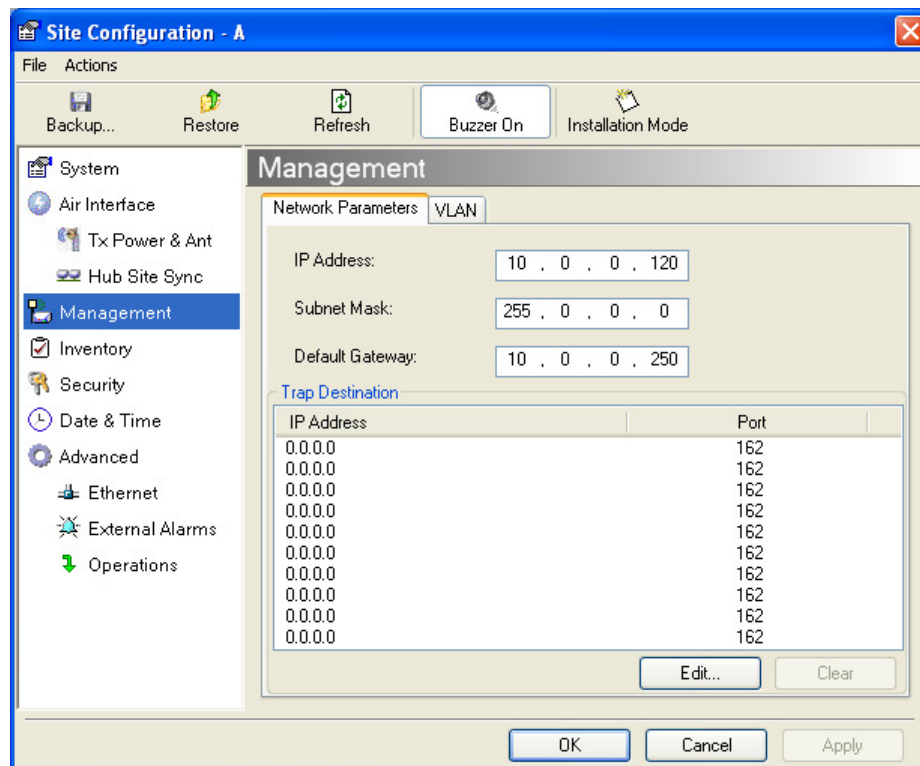 Site Configuration - A
File Actions
Backup... Restore Refresh Buzzer On Installation Mode
System
Air Interface
Tx Power & Ant
Hub Site Sync
Management
Inventory
Security
Date & Time
Advanced
Ethernet
External Alarms
Operations
Management
Network Parameters VLAN
IP Address: 10 . 0 . 0 . 120
Subnet Mask: 255 . 0 . 0 . 0
Default Gateway: 10 . 0 . 0 . 250
Trap Destination
IP Address Port
0.0.0.0 162
0.0.0.0 162
0.0.0.0 162
0.0.0.0 162
0.0.0.0 162
0.0.0.0 162
0.0.0.0 162
0.0.0.0 162
0.0.0.0 162
0.0.0.0 162
Edit... Clear
OK Cancel Apply